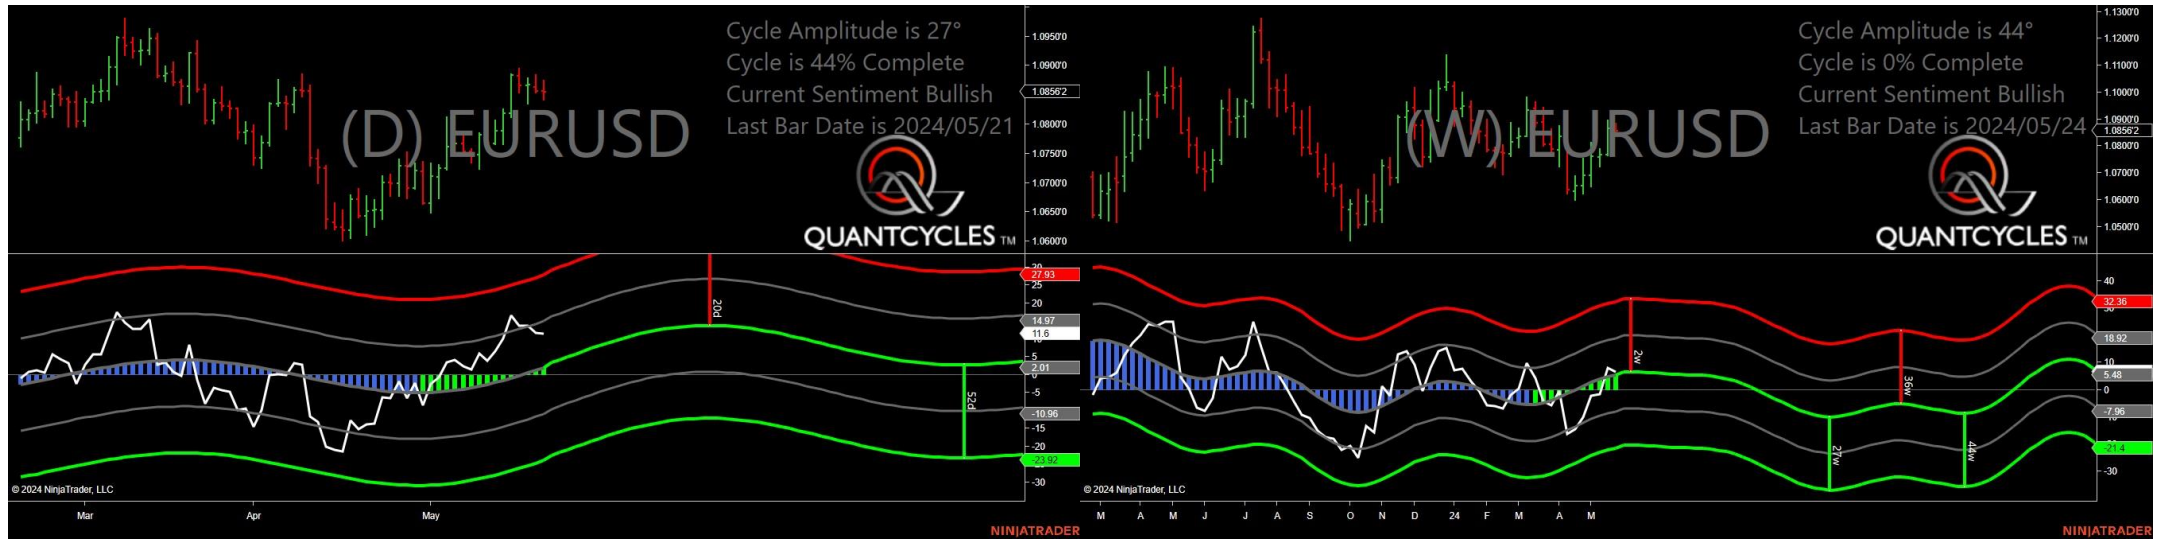 Cycle Amplitude is 27°
Cycle is 44% Complete
Current Sentiment Bullish
Last Bar Date is 2024/05/21
(D) EURUSD
QUANTCYCLES TM
1.0950'0
1.0900'0
1.0856'2
1.0800'0
1.0750'0
1.0700'0
1.0650'0
1.0600'0
20d
52d
27.93
25
20
14.97
11.6
5
2.01
-5
-10.96
-15
-20
-23.92
-30
© 2024 NinjaTrader, LLC
Mar Apr May
NINJATRADER
Cycle Amplitude is 44°
Cycle is 0% Complete
Current Sentiment Bullish
Last Bar Date is 2024/05/24
(W) EURUSD
QUANTCYCLES TM
1.1300'0
1.1200'0
1.1100'0
1.1000'0
1.0900'0
1.0856'2
1.0800'0
1.0700'0
1.0600'0
1.0500'0
2w
36w
27w
44w
40
32.36
18.92
10
5.48
0
-7.96
-21.4
-30
© 2024 NinjaTrader, LLC
M A M J J A S O N D 24 F M A M
NINJATRADER